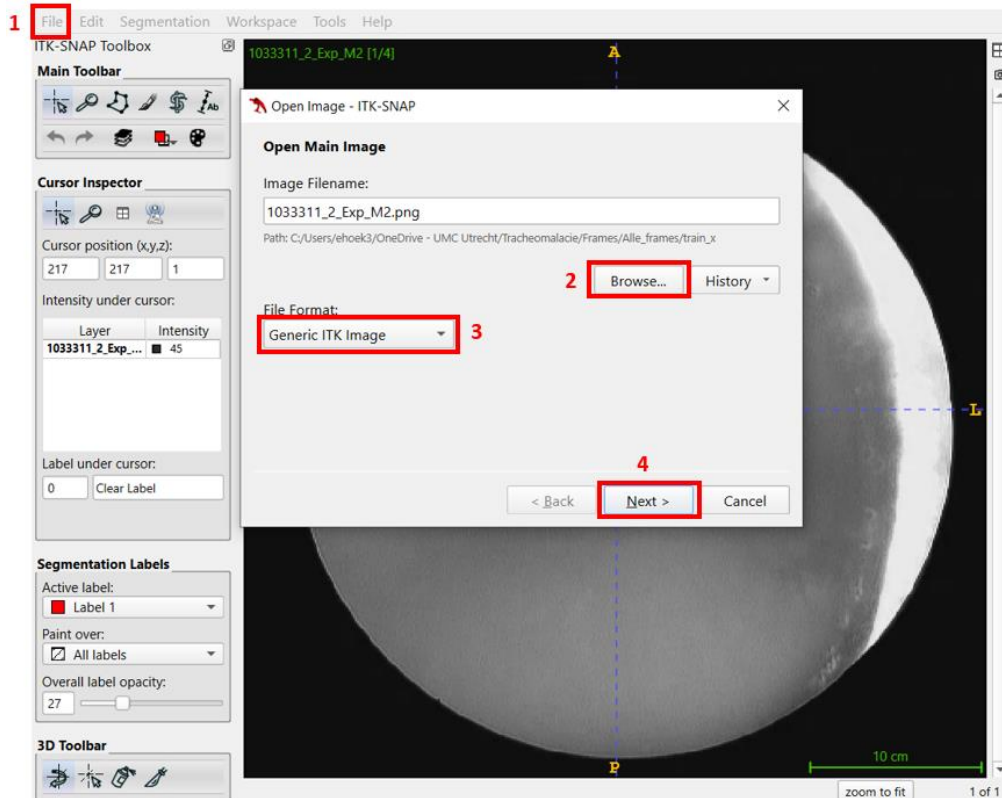 1 File Edit Segmentation Workspace Tools Help
ITK-SNAP Toolbox
Main Toolbar
Ab
Cursor Inspector
Cursor position (x,y,z):
217 217 1
Intensity under cursor:
Layer Intensity
1033311_2_Exp_... 45
Label under cursor:
0 Clear Label
Segmentation Labels
Active label:
Label 1
Paint over:
All labels
Overall label opacity:
27
3D Toolbar
1033311_2_Exp_M2 [1/4]
A
Open Image - ITK-SNAP
Open Main Image
Image Filename:
1033311_2_Exp_M2.png
Path: C:/Users/ehoek3/OneDrive - UMC Utrecht/Tracheomalacie/Frames/Alle_frames/train_x
2 Browse... History
File Format:
Generic ITK Image 3
4
< Back Next > Cancel
L
P
10 cm
zoom to fit 1 of 1